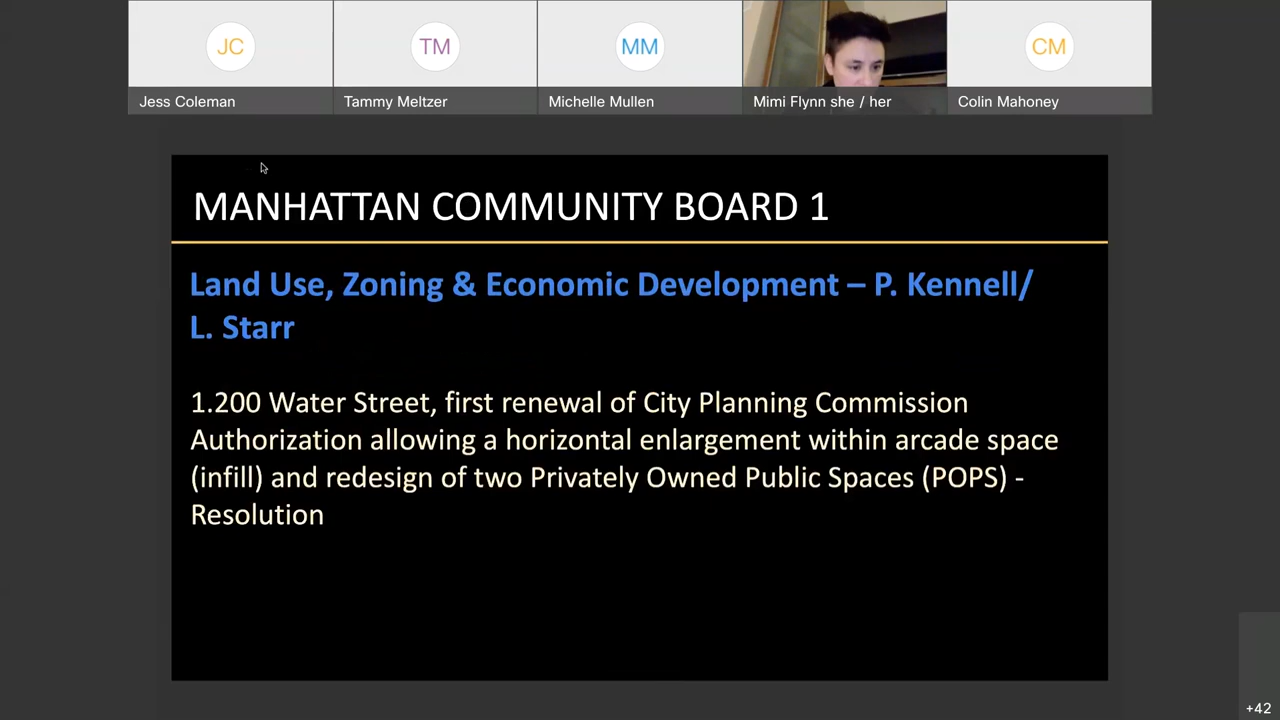 JC
TM
MM
CM
Jess Coleman
Tammy Meltzer
Michelle Mullen
Mimi Flynn she / her
Colin Mahoney
MANHATTAN COMMUNITY BOARD 1
Land Use, Zoning & Economic Development – P. Kennell/
L. Starr
1.200 Water Street, first renewal of City Planning Commission
Authorization allowing a horizontal enlargement within arcade space
(infill) and redesign of two Privately Owned Public Spaces (POPS) -
Resolution
+42